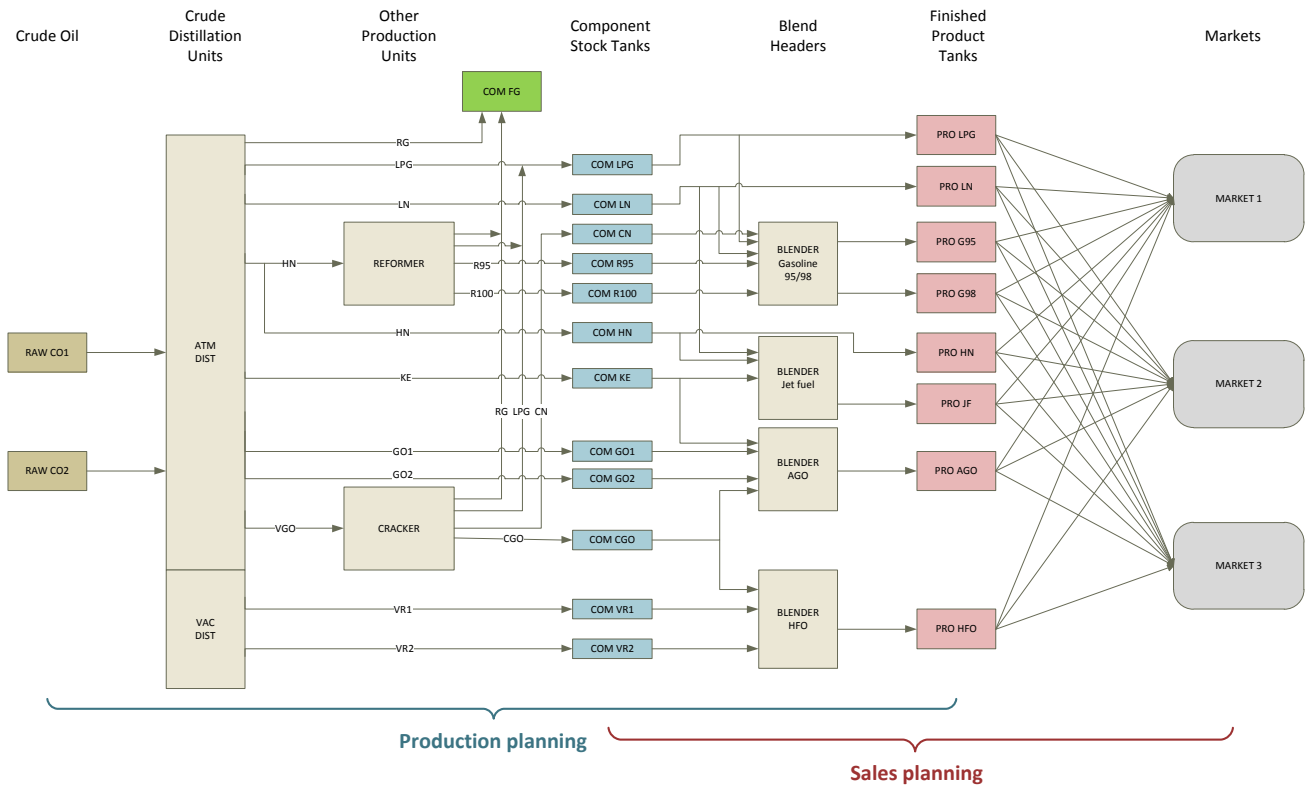 Crude Oil
Crude
Distillation
Units
Other
Production
Units
Component
Stock Tanks
Blend
Headers
Finished
Product
Tanks
Markets
COM FG
RG
LPG
LN
HN
R95
R100
HN
KE
GO1
GO2
VGO
CGO
VR1
VR2
RG
LPG
CN
RAW CO1
RAW CO2
ATM
DIST
VAC
DIST
REFORMER
CRACKER
COM LPG
COM LN
COM CN
COM R95
COM R100
COM HN
COM KE
COM GO1
COM GO2
COM CGO
COM VR1
COM VR2
BLENDER
Gasoline
95/98
BLENDER
Jet fuel
BLENDER
AGO
BLENDER
HFO
PRO LPG
PRO LN
PRO G95
PRO G98
PRO HN
PRO JF
PRO AGO
PRO HFO
MARKET 1
MARKET 2
MARKET 3
Production planning
Sales planning